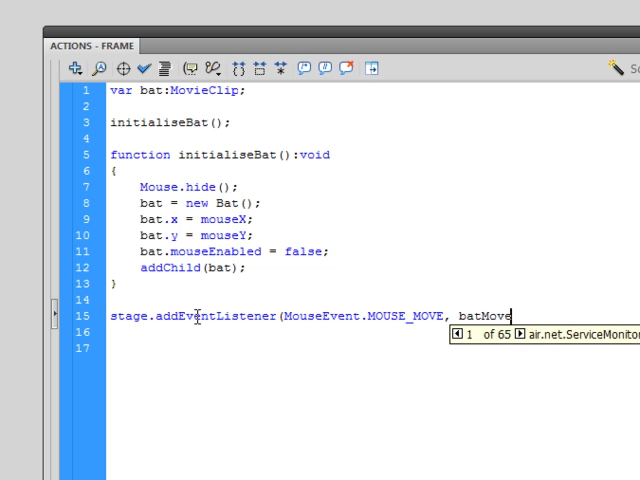 ACTIONS - FRAME
1 var bat:MovieClip;
2
3 initialiseBat();
4
5 function initialiseBat():void
6 {
7 Mouse.hide();
8 bat = new Bat();
9 bat.x = mouseX;
10 bat.y = mouseY;
11 bat.mouseEnabled = false;
12 addChild(bat);
13 }
14
15 stage.addEventListener(MouseEvent.MOUSE_MOVE, batMove
1 of 65 air.net.ServiceMonitor
16
17